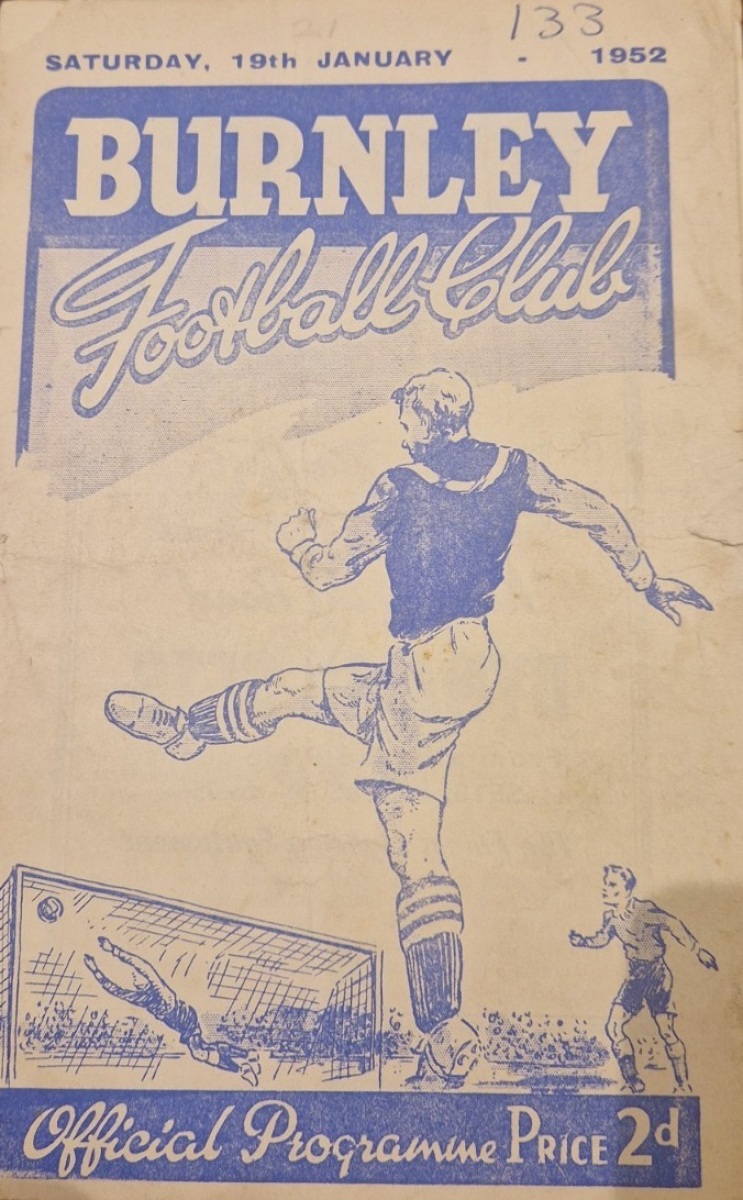 133
SATURDAY, 19th JANUARY - 1952
BURNLEY
Football Club
Official Programme PRICE 2d